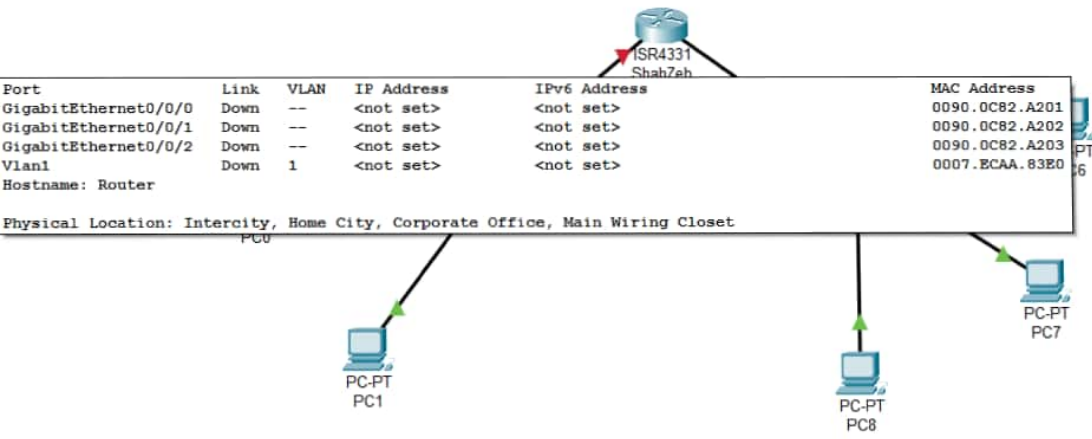 ISR4331
ShahZeb
Port Link VLAN IP Address IPv6 Address MAC Address
GigabitEthernet0/0/0 Down -- <not set> <not set> 0090.0C82.A201
GigabitEthernet0/0/1 Down -- <not set> <not set> 0090.0C82.A202
GigabitEthernet0/0/2 Down -- <not set> <not set> 0090.0C82.A203
Vlan1 Down 1 <not set> <not set> 0007.ECAA.83E0
Hostname: Router
Physical Location: Intercity, Home City, Corporate Office, Main Wiring Closet
PC0
PC-PT
PC7
PC-PT
PC1
PC-PT
PC8